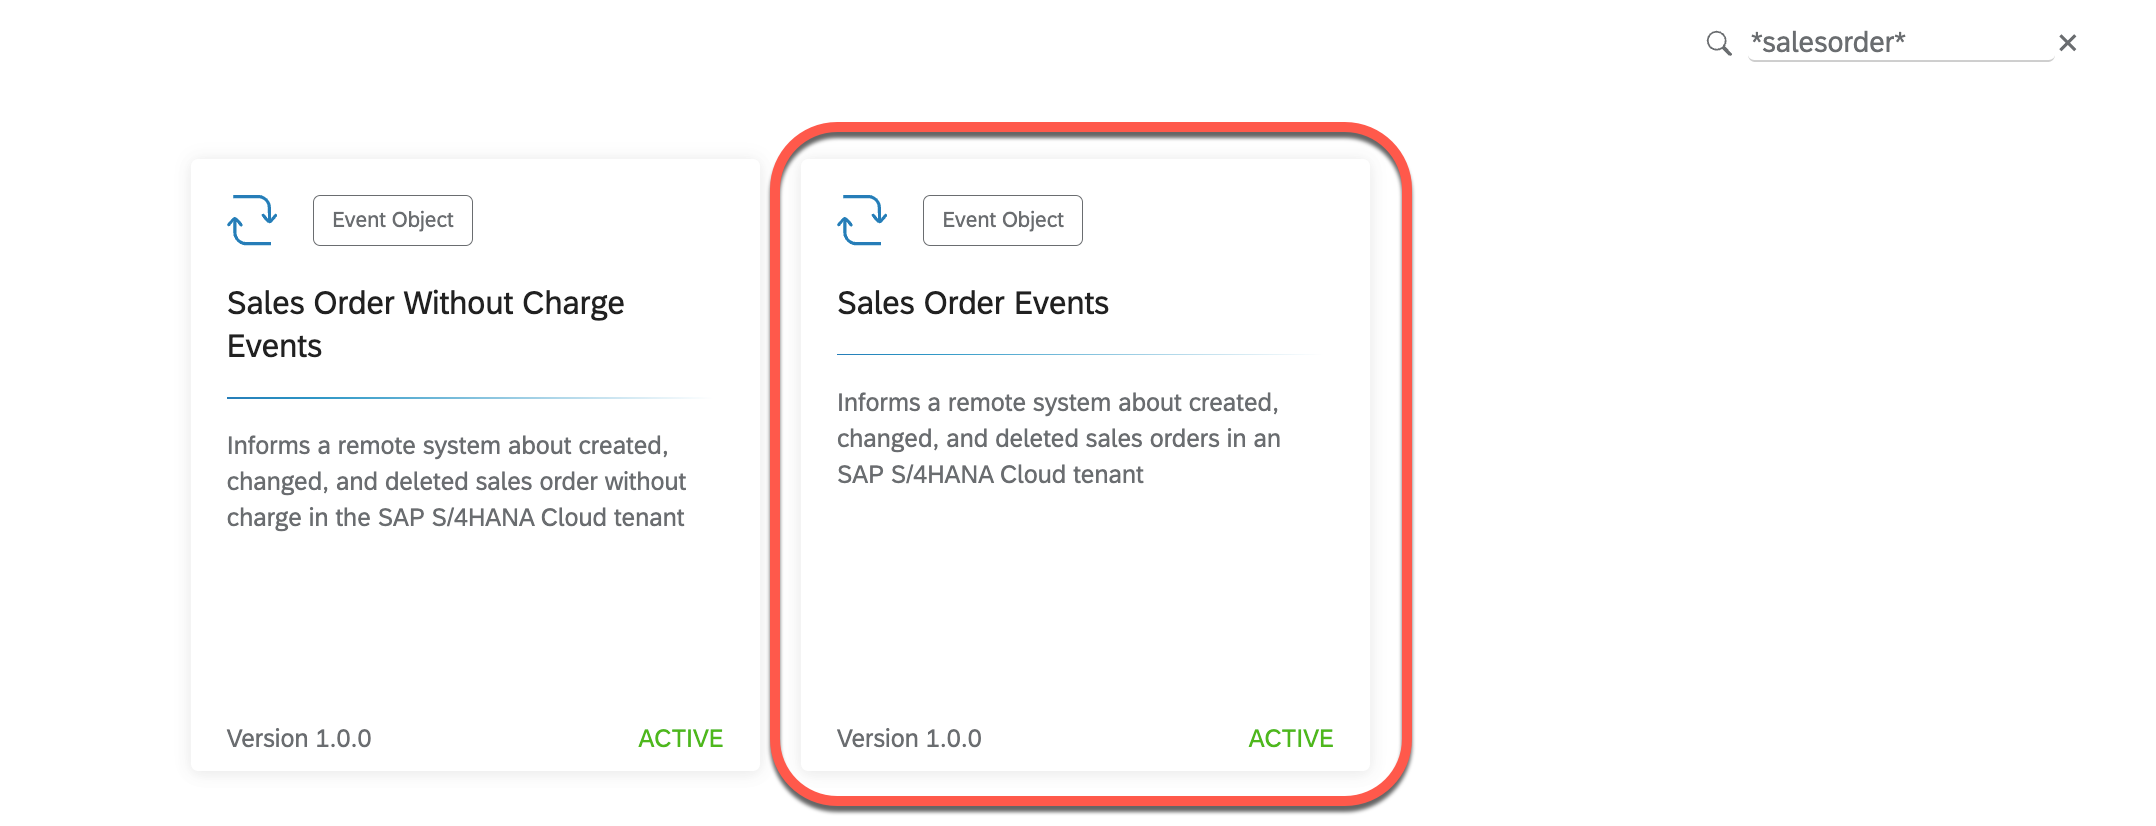 *salesorder*
Event Object
Sales Order Without Charge
Events
Informs a remote system about created,
changed, and deleted sales order without
charge in the SAP S/4HANA Cloud tenant
Version 1.0.0
ACTIVE
Event Object
Sales Order Events
Informs a remote system about created,
changed, and deleted sales orders in an
SAP S/4HANA Cloud tenant
Version 1.0.0
ACTIVE